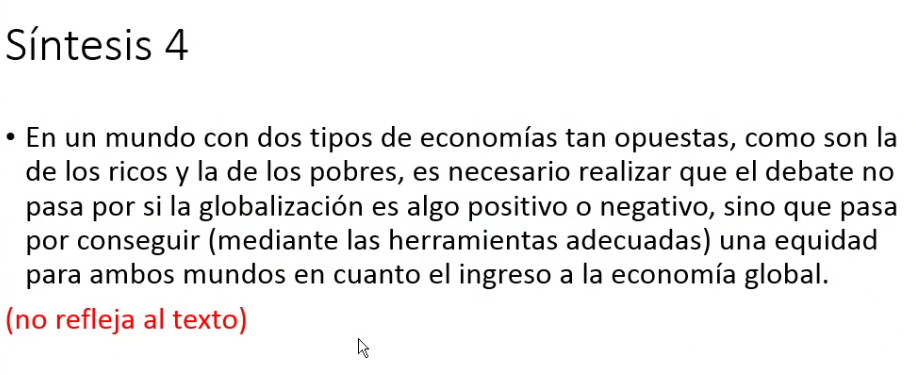 Síntesis 4
• En un mundo con dos tipos de economías tan opuestas, como son la
de los ricos y la de los pobres, es necesario realizar que el debate no
pasa por si la globalización es algo positivo o negativo, sino que pasa
por conseguir (mediante las herramientas adecuadas) una equidad
para ambos mundos en cuanto el ingreso a la economía global.
(no refleja al texto)